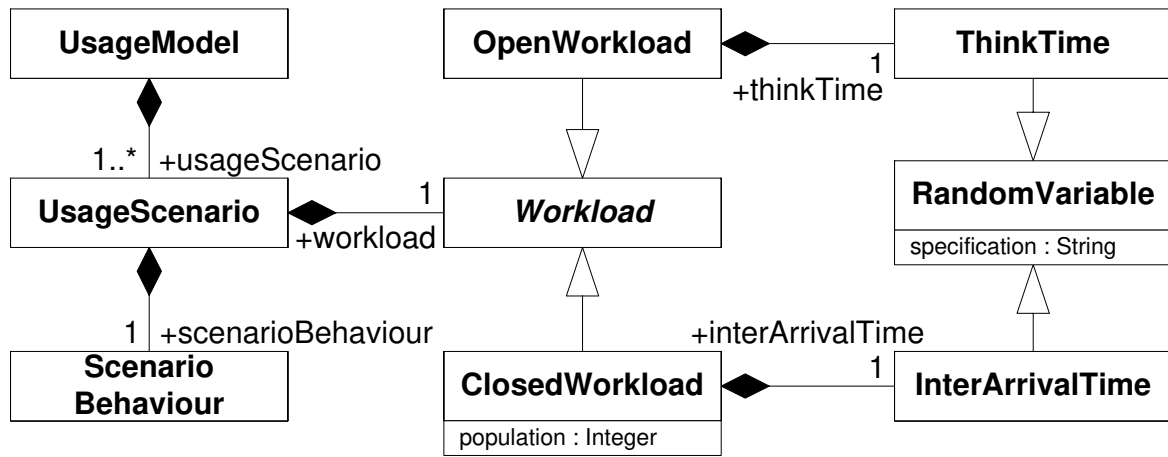 UsageModel
OpenWorkload
ThinkTime
1
+thinkTime
1..* +usageScenario
UsageScenario
1
+workload
Workload
RandomVariable
specification : String
1 +scenarioBehaviour
+interArrivalTime
Scenario
Behaviour
ClosedWorkload
1
InterArrivalTime
population : Integer